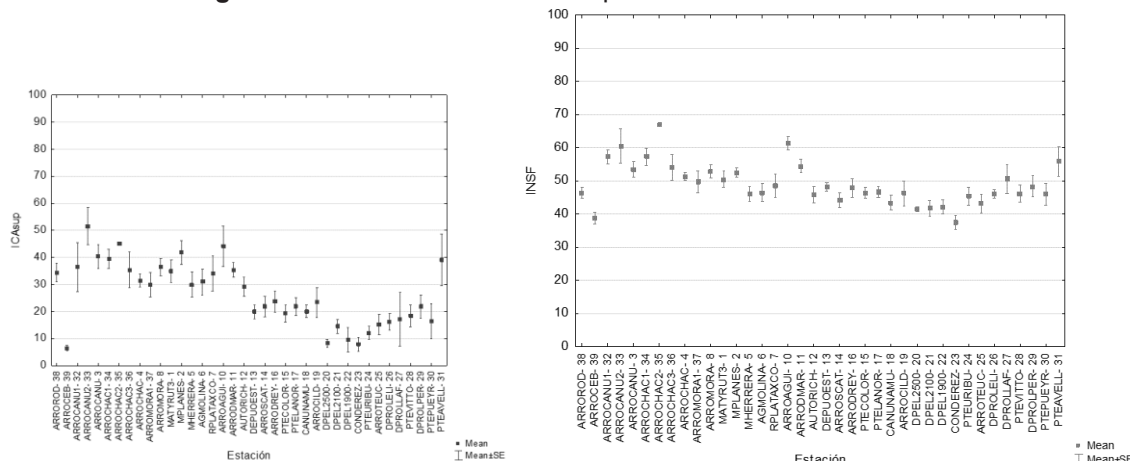 100
90
80
70
60
50
40
30
20
10
0
ICAsup
ARROROD- 38
ARROCEB- 39
ARROCANU1- 32
ARROCANU2- 33
ARROCANU-3
ARROCHAC1-34
ARROCHAC2- 35
ARROCHAC3-36
ARROCHAC- 4
ARROMORA1-37
ARROMORA- 8
MATYRUT3- 1
MPLANES- 2
MHERRERA- 5
AGMOLINA- 6
RPLATAXCO-7
ARROAGUI- 10
ARRODMAR- 11
AUTORICH- 12
DEPUOEST-13
ARROSCAT- 14
ARRODREY- 16
PTECOLOR- 15
PTELANOR- 17
CANUNAMU- 18
ARROCILD- 19
DPEL2500- 20
DPEL2100-21
DPEL1900- 22
CONDEREZ- 23
PTEURIBU-24
ARROTEUC- 25
DPROLELI- 26
DPROLLAF- 27
PTEVITTO- 28
DPROLPER- 29
PTEPUEYR 30
PTEAVELL- 31
Estación
Mean
Mean±SE
100
90
80
70
60
50
40
30
20
10
0
INSF
ARROROD- 38
ARROCEB- 39
ARROCANU1- 32
ARROCANU2- 33
ARROCANU- 3
ARROCHAC1- 34
ARROCHAC2- 35
ARROCHAC3- 36
ARROCHAC- 4
ARROMORA1- 37
ARROMORA- 8
MATYRUT3- 1
MPLANES- 2
MHERRERA- 5
AGMOLINA- 6
RPLATAXCO- 7
ARROAGUI- 10
ARRODMAR- 11
AUTORICH- 12
DEPUOEST- 13
ARROSCAT- 14
ARRODREY- 16
PTECOLOR- 15
PTELANOR- 17
CANUNAMU- 18
ARROCILD- 19
DPEL2500- 20
DPEL2100- 21
DPEL1900- 22
CONDEREZ- 23
PTEURIBU- 24
ARROTEUC- 25
DPROLELI- 26
DPROLLAF- 27
PTEVITTO- 28
DPROLPER- 29
PTEPUEYR- 30
PTEAVELL- 31
Estación
Mean
Mean±SE